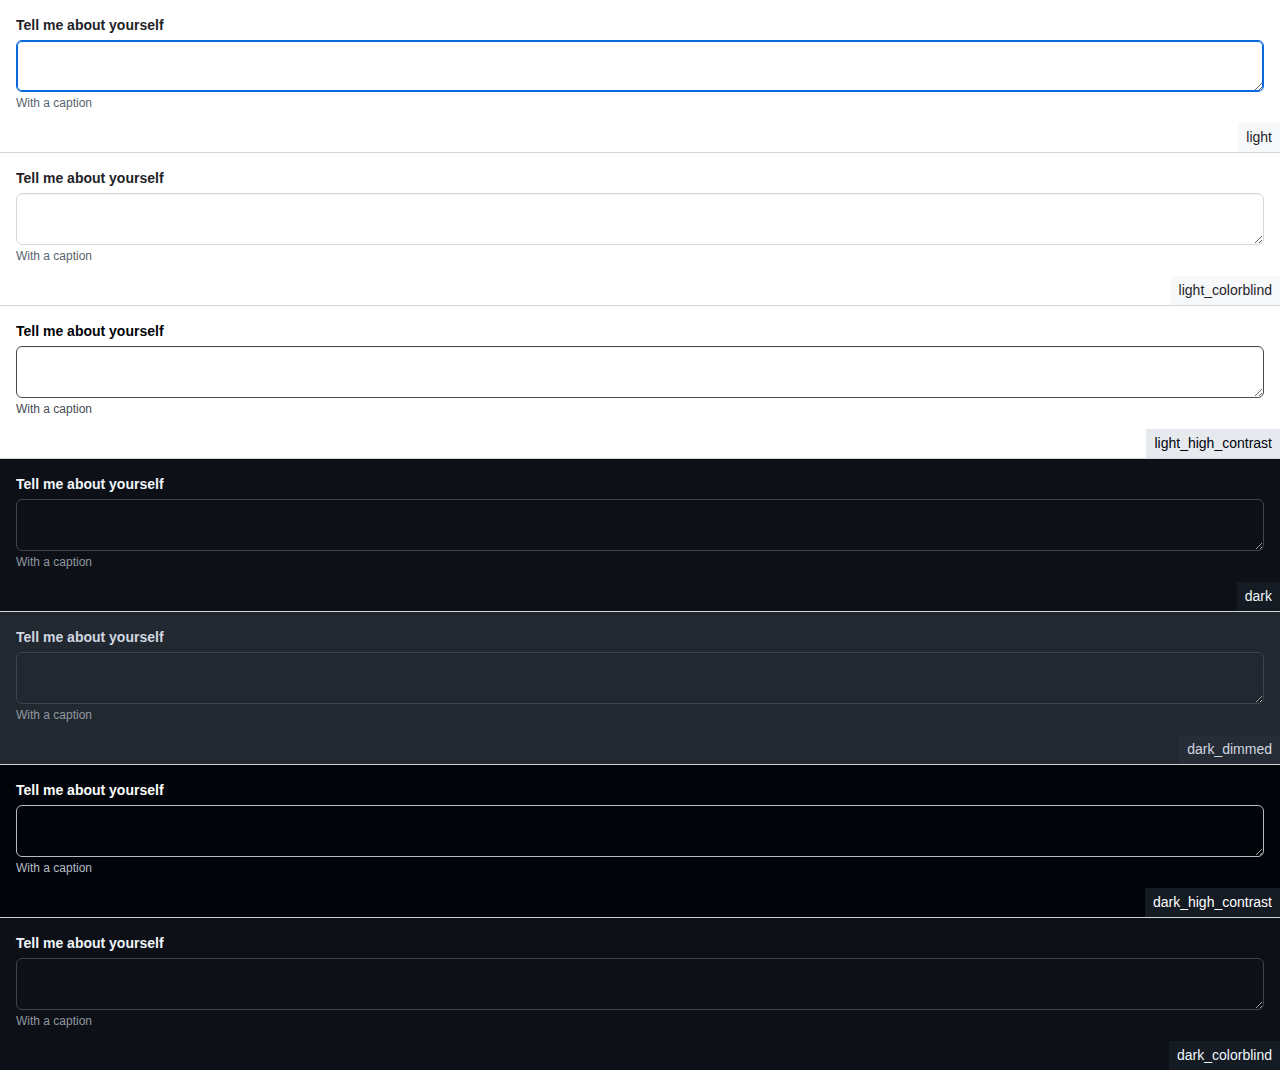 Tell me about yourself
With a caption
light
Tell me about yourself
With a caption
light_colorblind
Tell me about yourself
With a caption
light_high_contrast
Tell me about yourself
With a caption
dark
Tell me about yourself
With a caption
dark_dimmed
Tell me about yourself
With a caption
dark_high_contrast
Tell me about yourself
With a caption
dark_colorblind